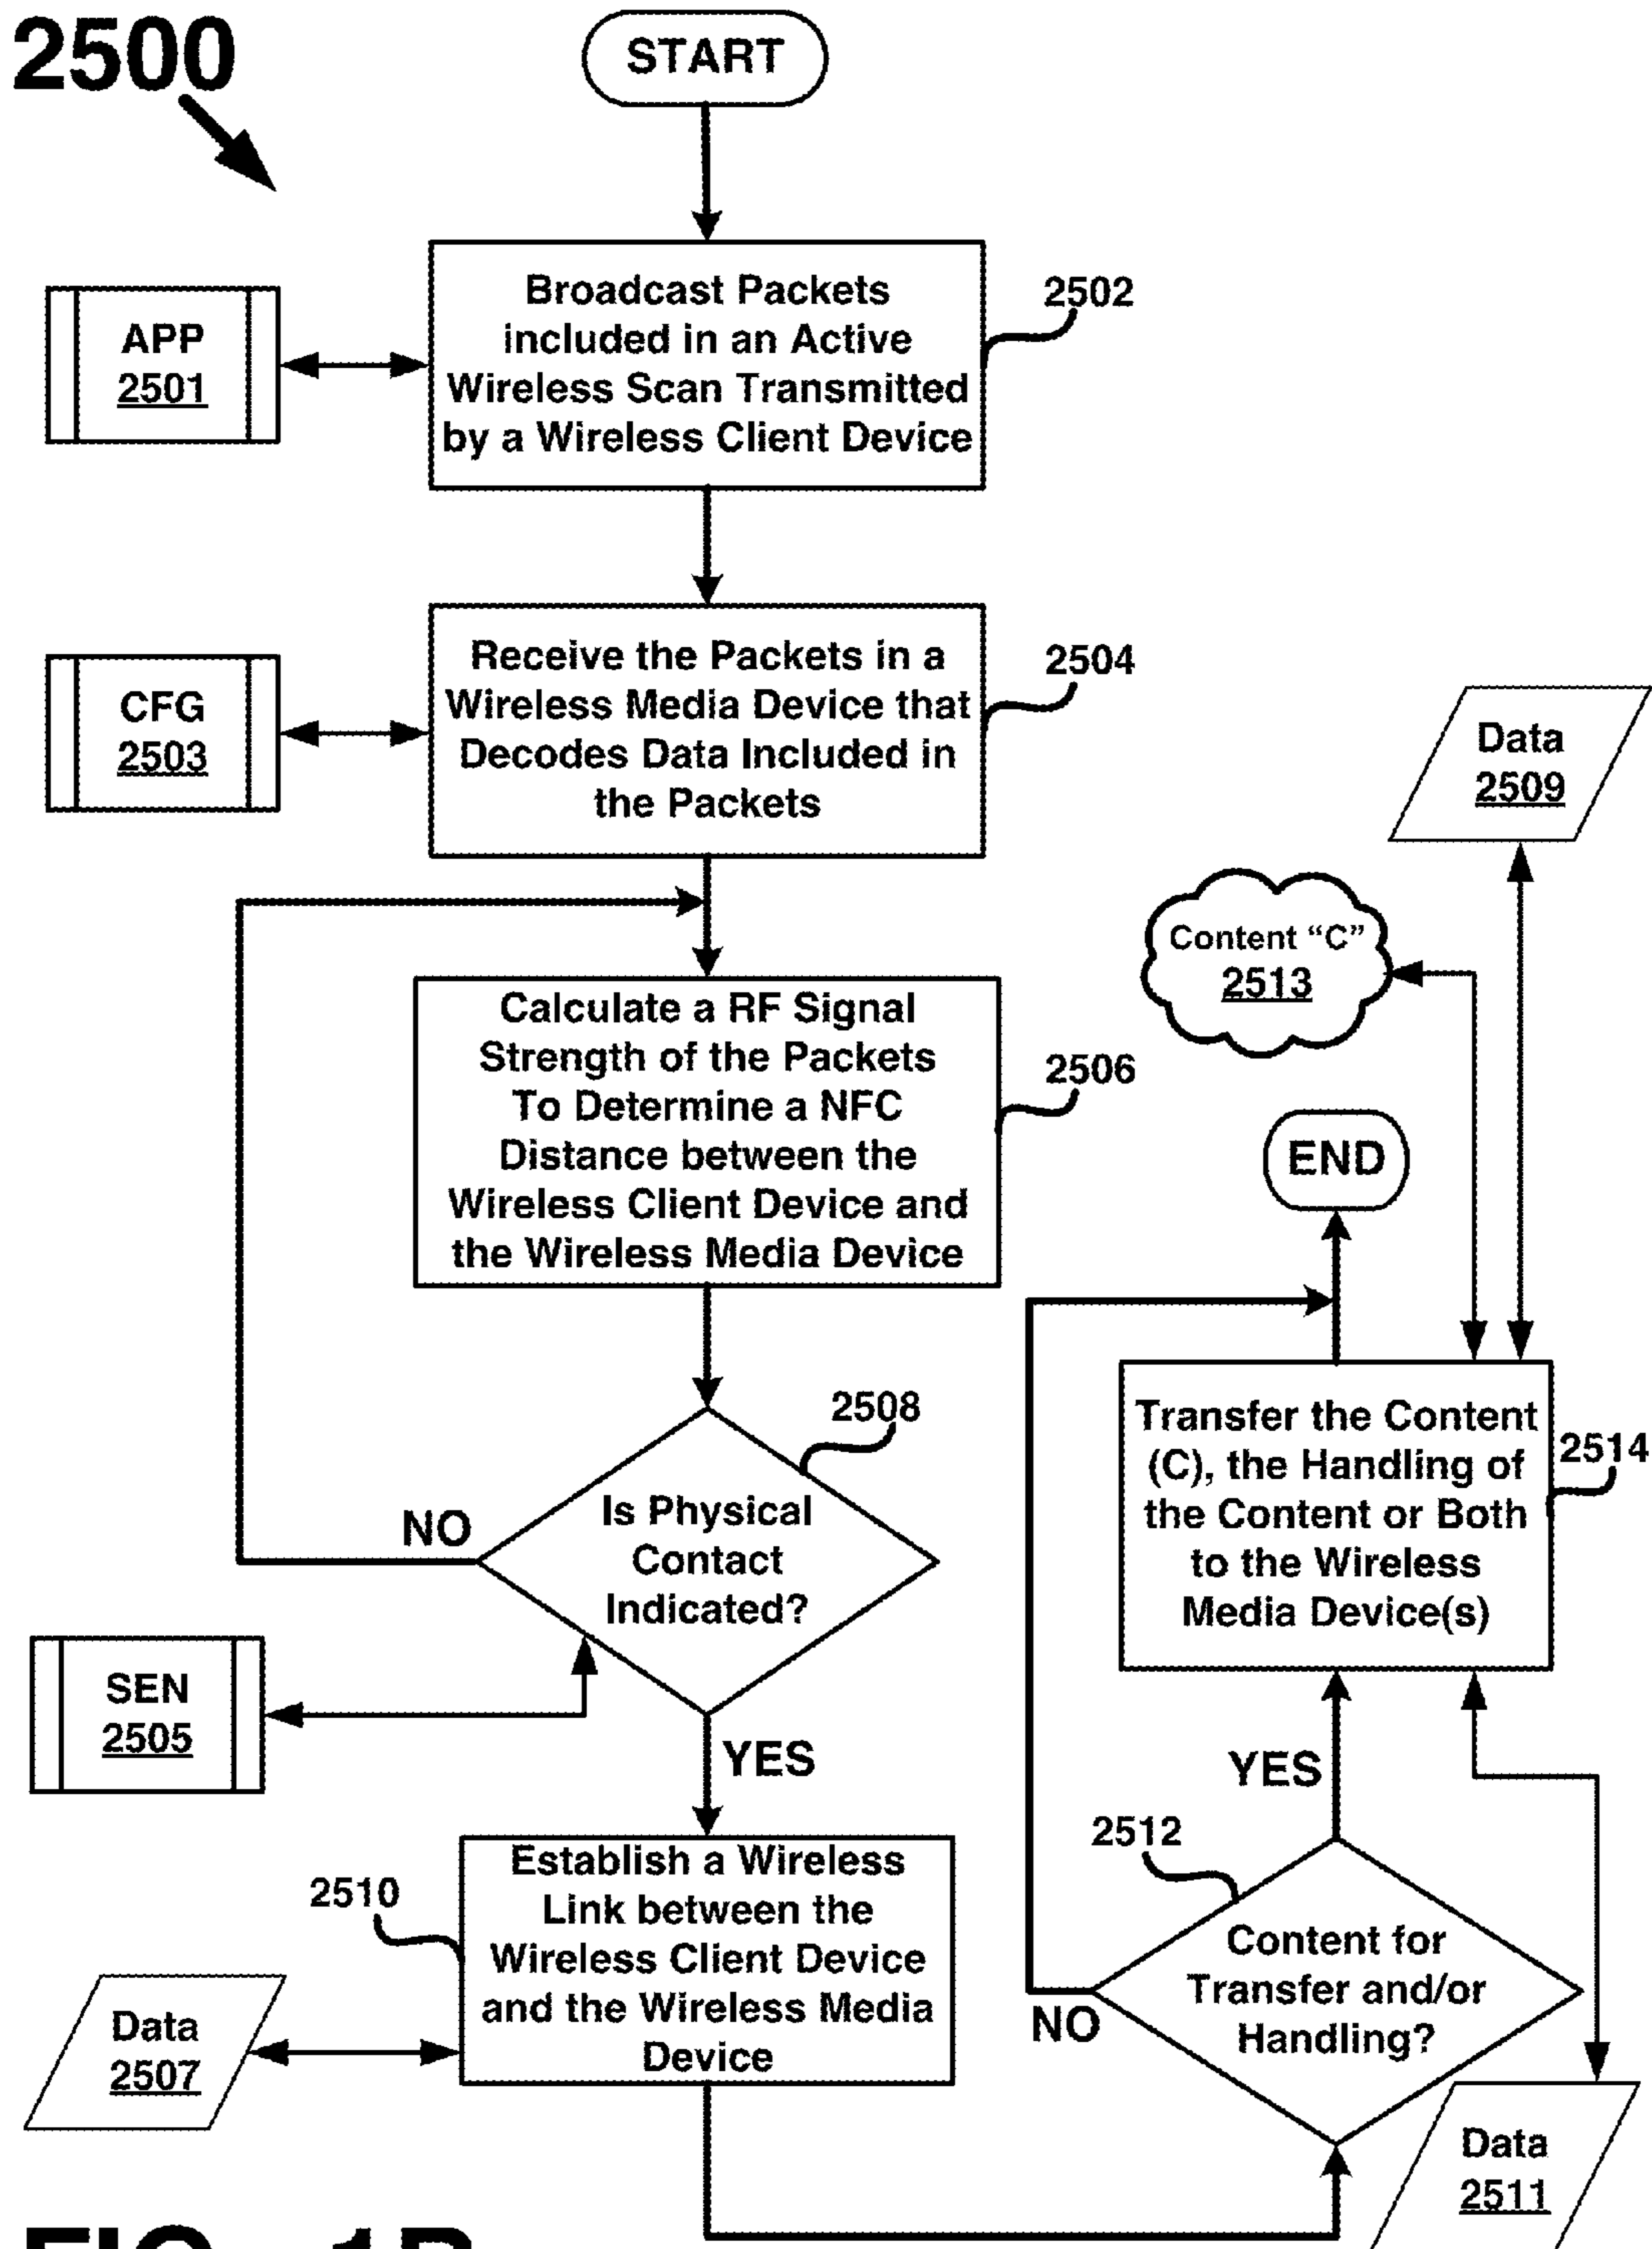 2500
START
Broadcast Packets
included in an Active
Wireless Scan Transmitted
by a Wireless Client Device
2502
APP
2501
Receive the Packets in a
Wireless Media Device that
Decodes Data Included in
the Packets
2504
CFG
2503
Data
2509
Content “C”
2513
Calculate a RF Signal
Strength of the Packets
To Determine a NFC
Distance between the
Wireless Client Device and
the Wireless Media Device
2506
END
2508
Is Physical
Contact
Indicated?
NO
YES
SEN
2505
Transfer the Content
(C), the Handling of
the Content or Both
to the Wireless
Media Device(s)
2514
YES
2512
Content for
Transfer and/or
Handling?
NO
2510
Establish a Wireless
Link between the
Wireless Client Device
and the Wireless Media
Device
Data
2507
Data
2511
FIG. 1B